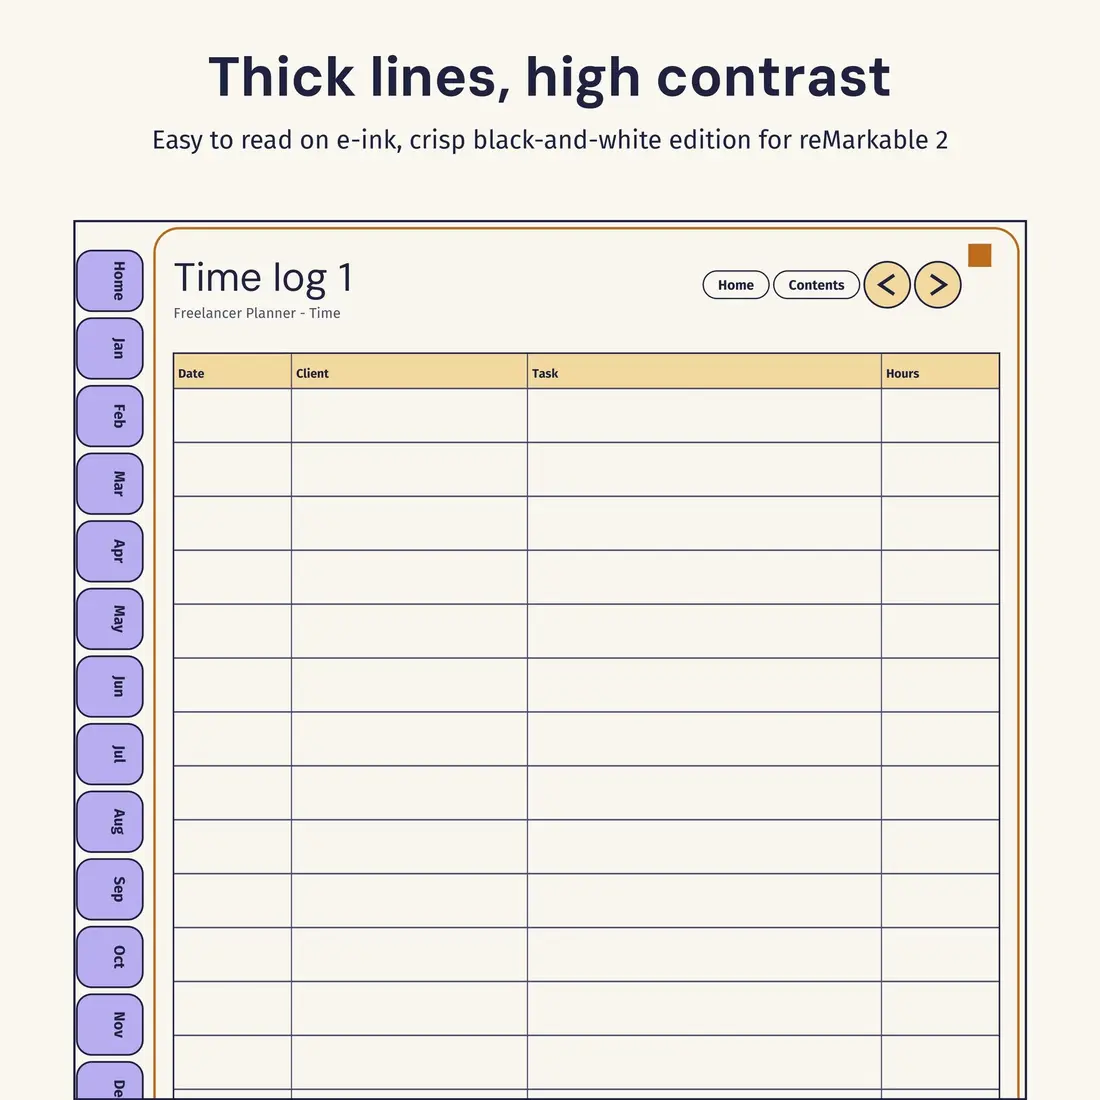 Thick lines, high contrast
Easy to read on e-ink, crisp black-and-white edition for reMarkable 2
Time log 1
Freelancer Planner - Time
Home Contents < >
Date Client Task Hours
Home
Jan
Feb
Mar
Apr
May
Jun
Jul
Aug
Sep
Oct
Nov
De